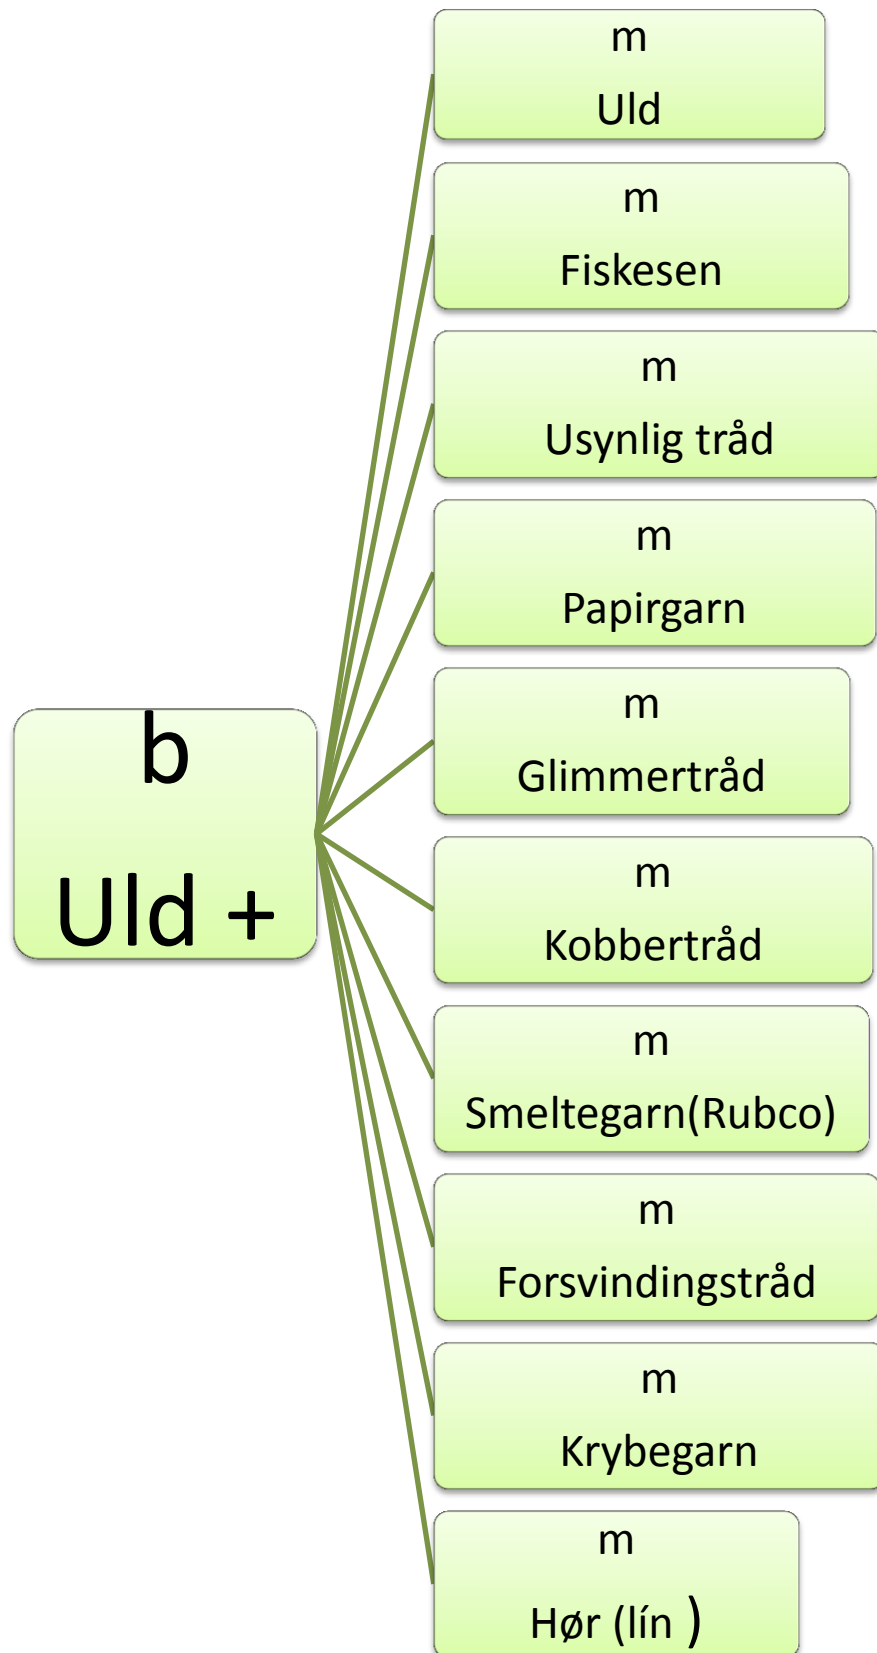 b
Uld +
m
Uld
m
Fiskesen
m
Usynlig tråd
m
Papirgarn
m
Glimmertråd
m
Kobbertråd
m
Smeltegarn(Rubco)
m
Forsvindingstråd
m
Krybegarn
m
Hør (lín )